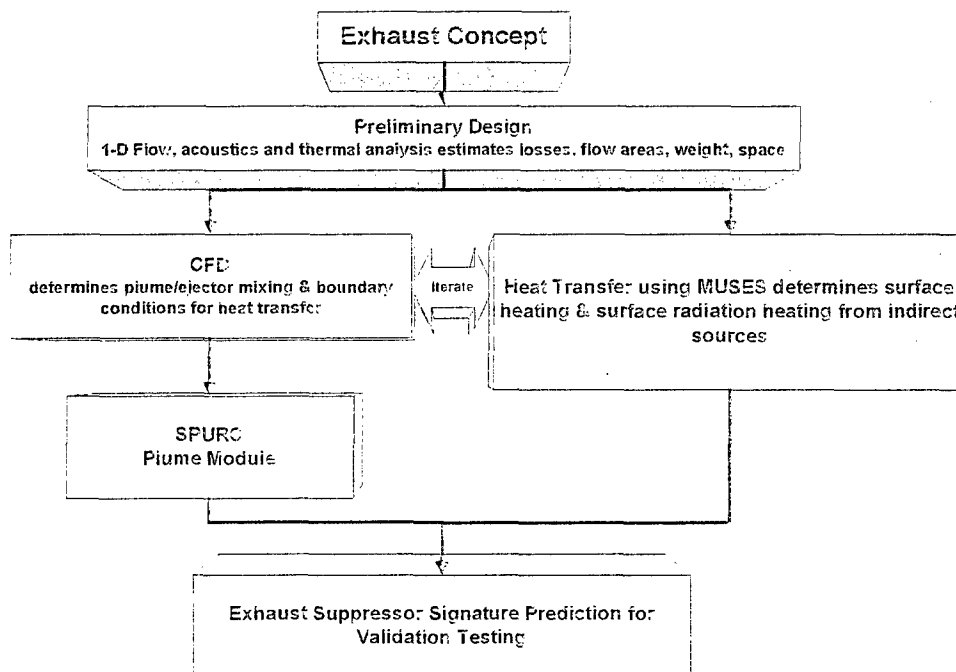 Exhaust Concept
Preliminary Design
1-D Flow, acoustics and thermal analysis estimates losses, flow areas, weight, space
CFD
determines plume/ejector mixing & boundary
conditions for heat transfer
Iterate
Heat Transfer using MUSES determines surface
heating & surface radiation heating from indirect
sources
SPURC
Plume Module
Exhaust Suppressor Signature Prediction for
Validation Testing